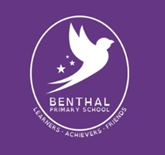 BENTHAL
PRIMARY SCHOOL
LEARNERS - ACHIEVERS - FRIENDS